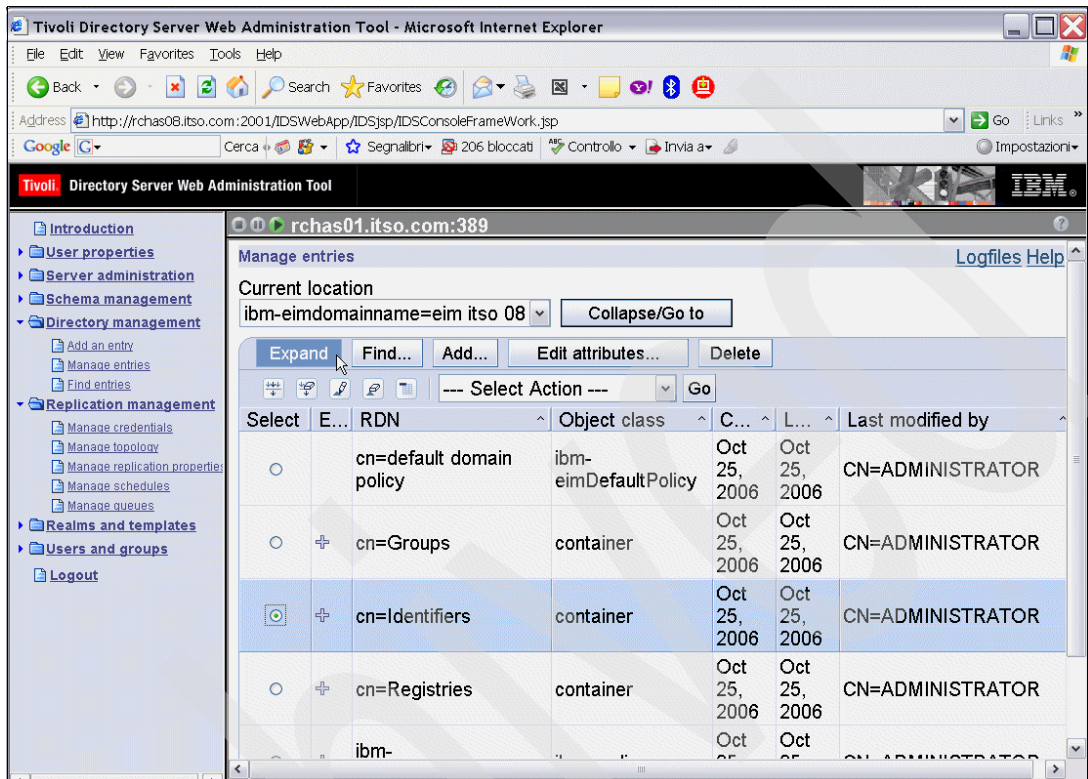 Tivoli Directory Server Web Administration Tool - Microsoft Internet Explorer
File Edit View Favorites Tools Help
Back Search Favorites
Address http://rchas08.itso.com:2001/IDSWebApp/IDSjsp/IDSConsoleFrameWork.jsp Go Links »
Google G Cerca Segnalibri 206 bloccati ABC Controllo Invia a Impostazioni
Tivoli. Directory Server Web Administration Tool IBM.
Introduction
User properties
Server administration
Schema management
Directory management
Add an entry
Manage entries
Find entries
Replication management
Manage credentials
Manage topology
Manage replication properties
Manage schedules
Manage queues
Realms and templates
Users and groups
Logout
rchas01.itso.com:389 ?
Manage entries Logfiles Help
Current location
ibm-eimdomainname=eim itso 08 Collapse/Go to
Expand Find... Add... Edit attributes... Delete
--- Select Action --- Go
Select E... RDN Object class C... L... Last modified by
cn=default domain policy ibm-eimDefaultPolicy Oct 25, 2006 Oct 25, 2006 CN=ADMINISTRATOR
cn=Groups container Oct 25, 2006 Oct 25, 2006 CN=ADMINISTRATOR
cn=Identifiers container Oct 25, 2006 Oct 25, 2006 CN=ADMINISTRATOR
cn=Registries container Oct 25, 2006 Oct 25, 2006 CN=ADMINISTRATOR
ibm- Oct Oct